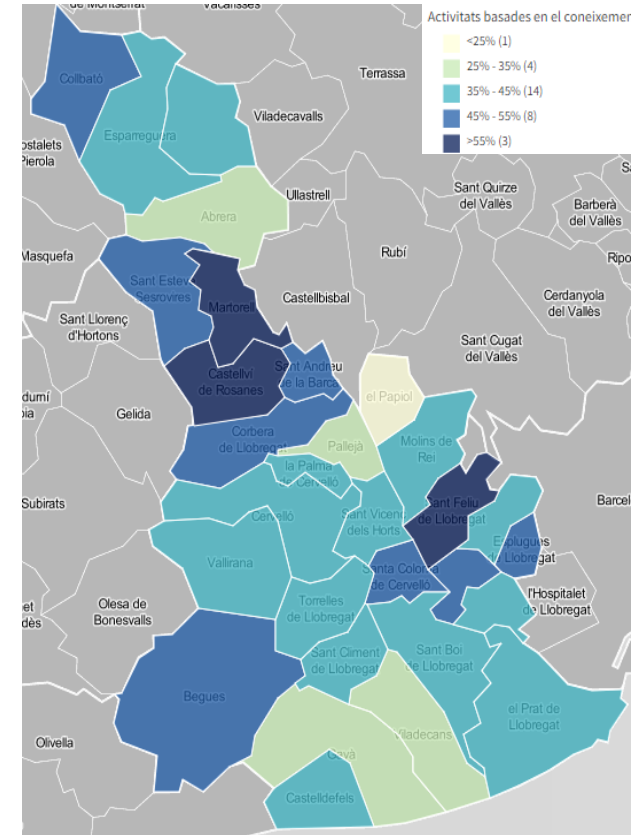 de Montserrat
Vacarisses
Activitats basades en el coneixemen
<25% (1)
25% - 35% (4)
35% - 45% (14)
45% - 55% (8)
>55% (3)
Collbató
Terrassa
Viladecavalls
Esparreguera
ostalets
Pierola
Ullastrell
Sant Quirze
del Vallès
Barberà
del Vallès
Abrera
Masquefa
Rubí
Ripo
Sant Esteve
Sesrovires
Castellbisbal
Cerdanyola
del Vallès
Martorell
Sant Llorenç
d'Hortons
Sant Cugat
del Vallès
Sant Andreu
de la Barca
Castellví
de Rosanes
el Papiol
Gelida
Corbera
de Llobregat
Pallejà
Molins de
Rei
la Palma
de Cervelló
Subirats
Sant Feliu
de Llobregat
Barcel
Cervelló
Sant Vicenç
dels Horts
Esplugues
de Llobregat
Vallirana
Santa Coloma
de Cervelló
l'Hospitalet
de Llobregat
Olesa de
Bonesvalls
Torrelles
de Llobregat
Sant Climent
de Llobregat
Sant Boi
de Llobregat
Begues
el Prat de
Llobregat
Viladecans
Olivella
Gavà
Castelldefels